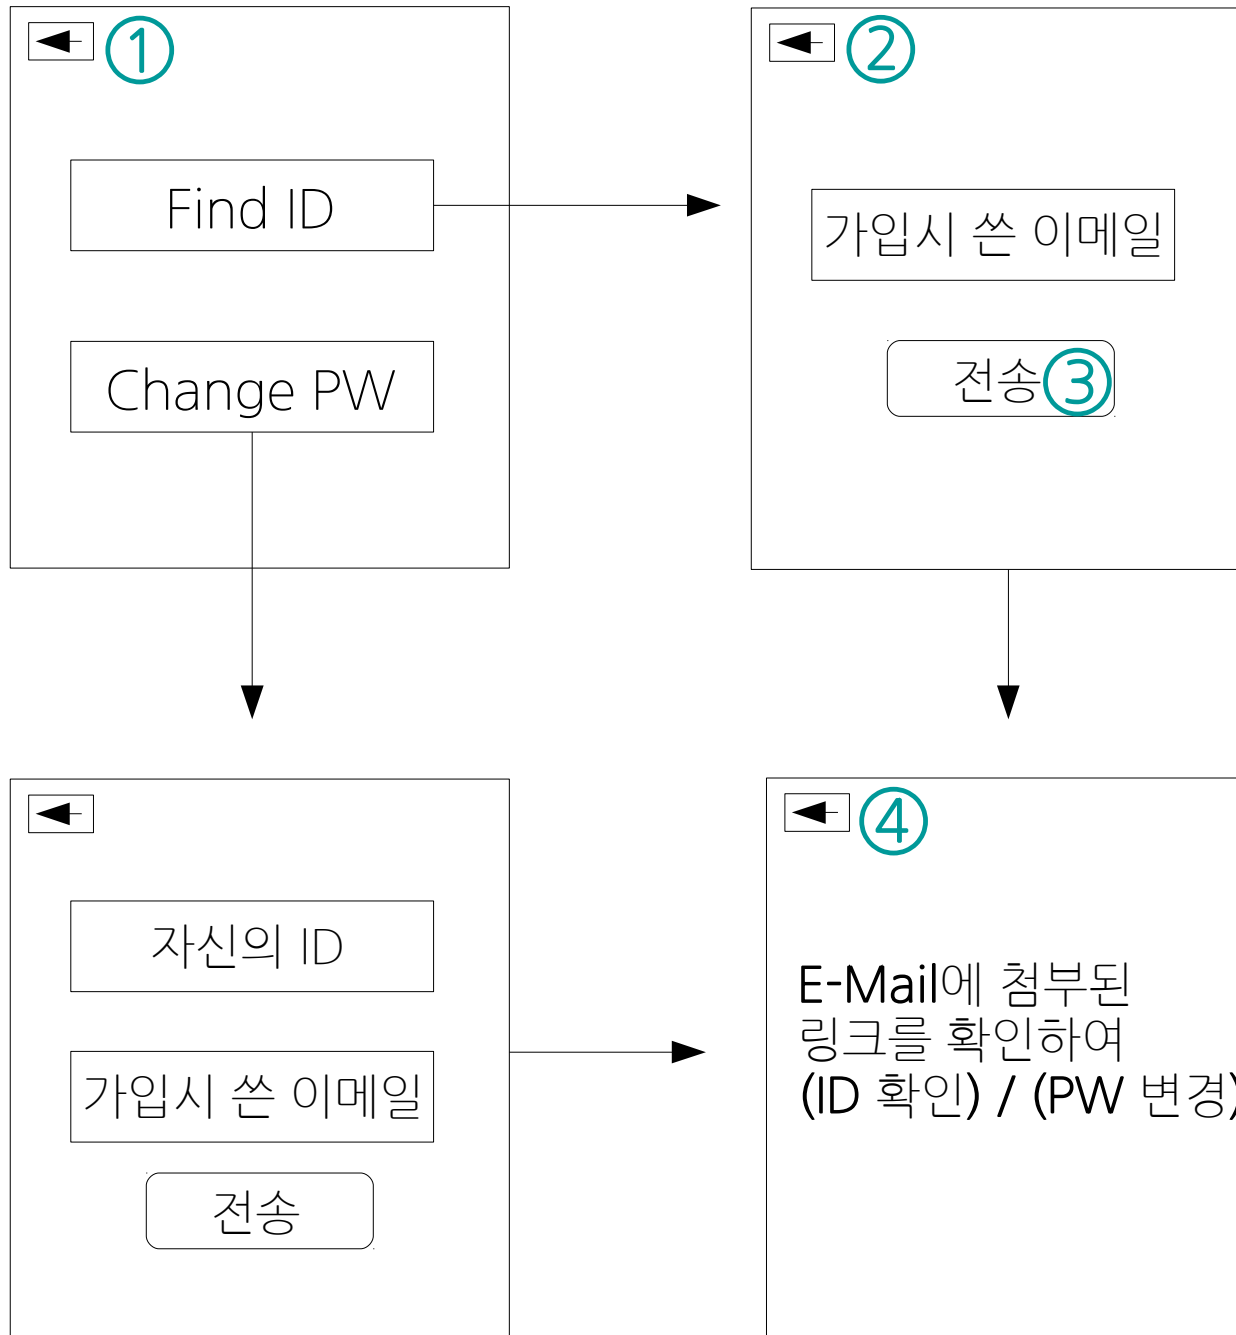 ①
Find ID
Change PW
②
가입시 쓴 이메일
전송③
자신의 ID
가입시 쓴 이메일
전송
④
E-Mail에 첨부된
링크를 확인하여
(ID 확인) / (PW 변경)